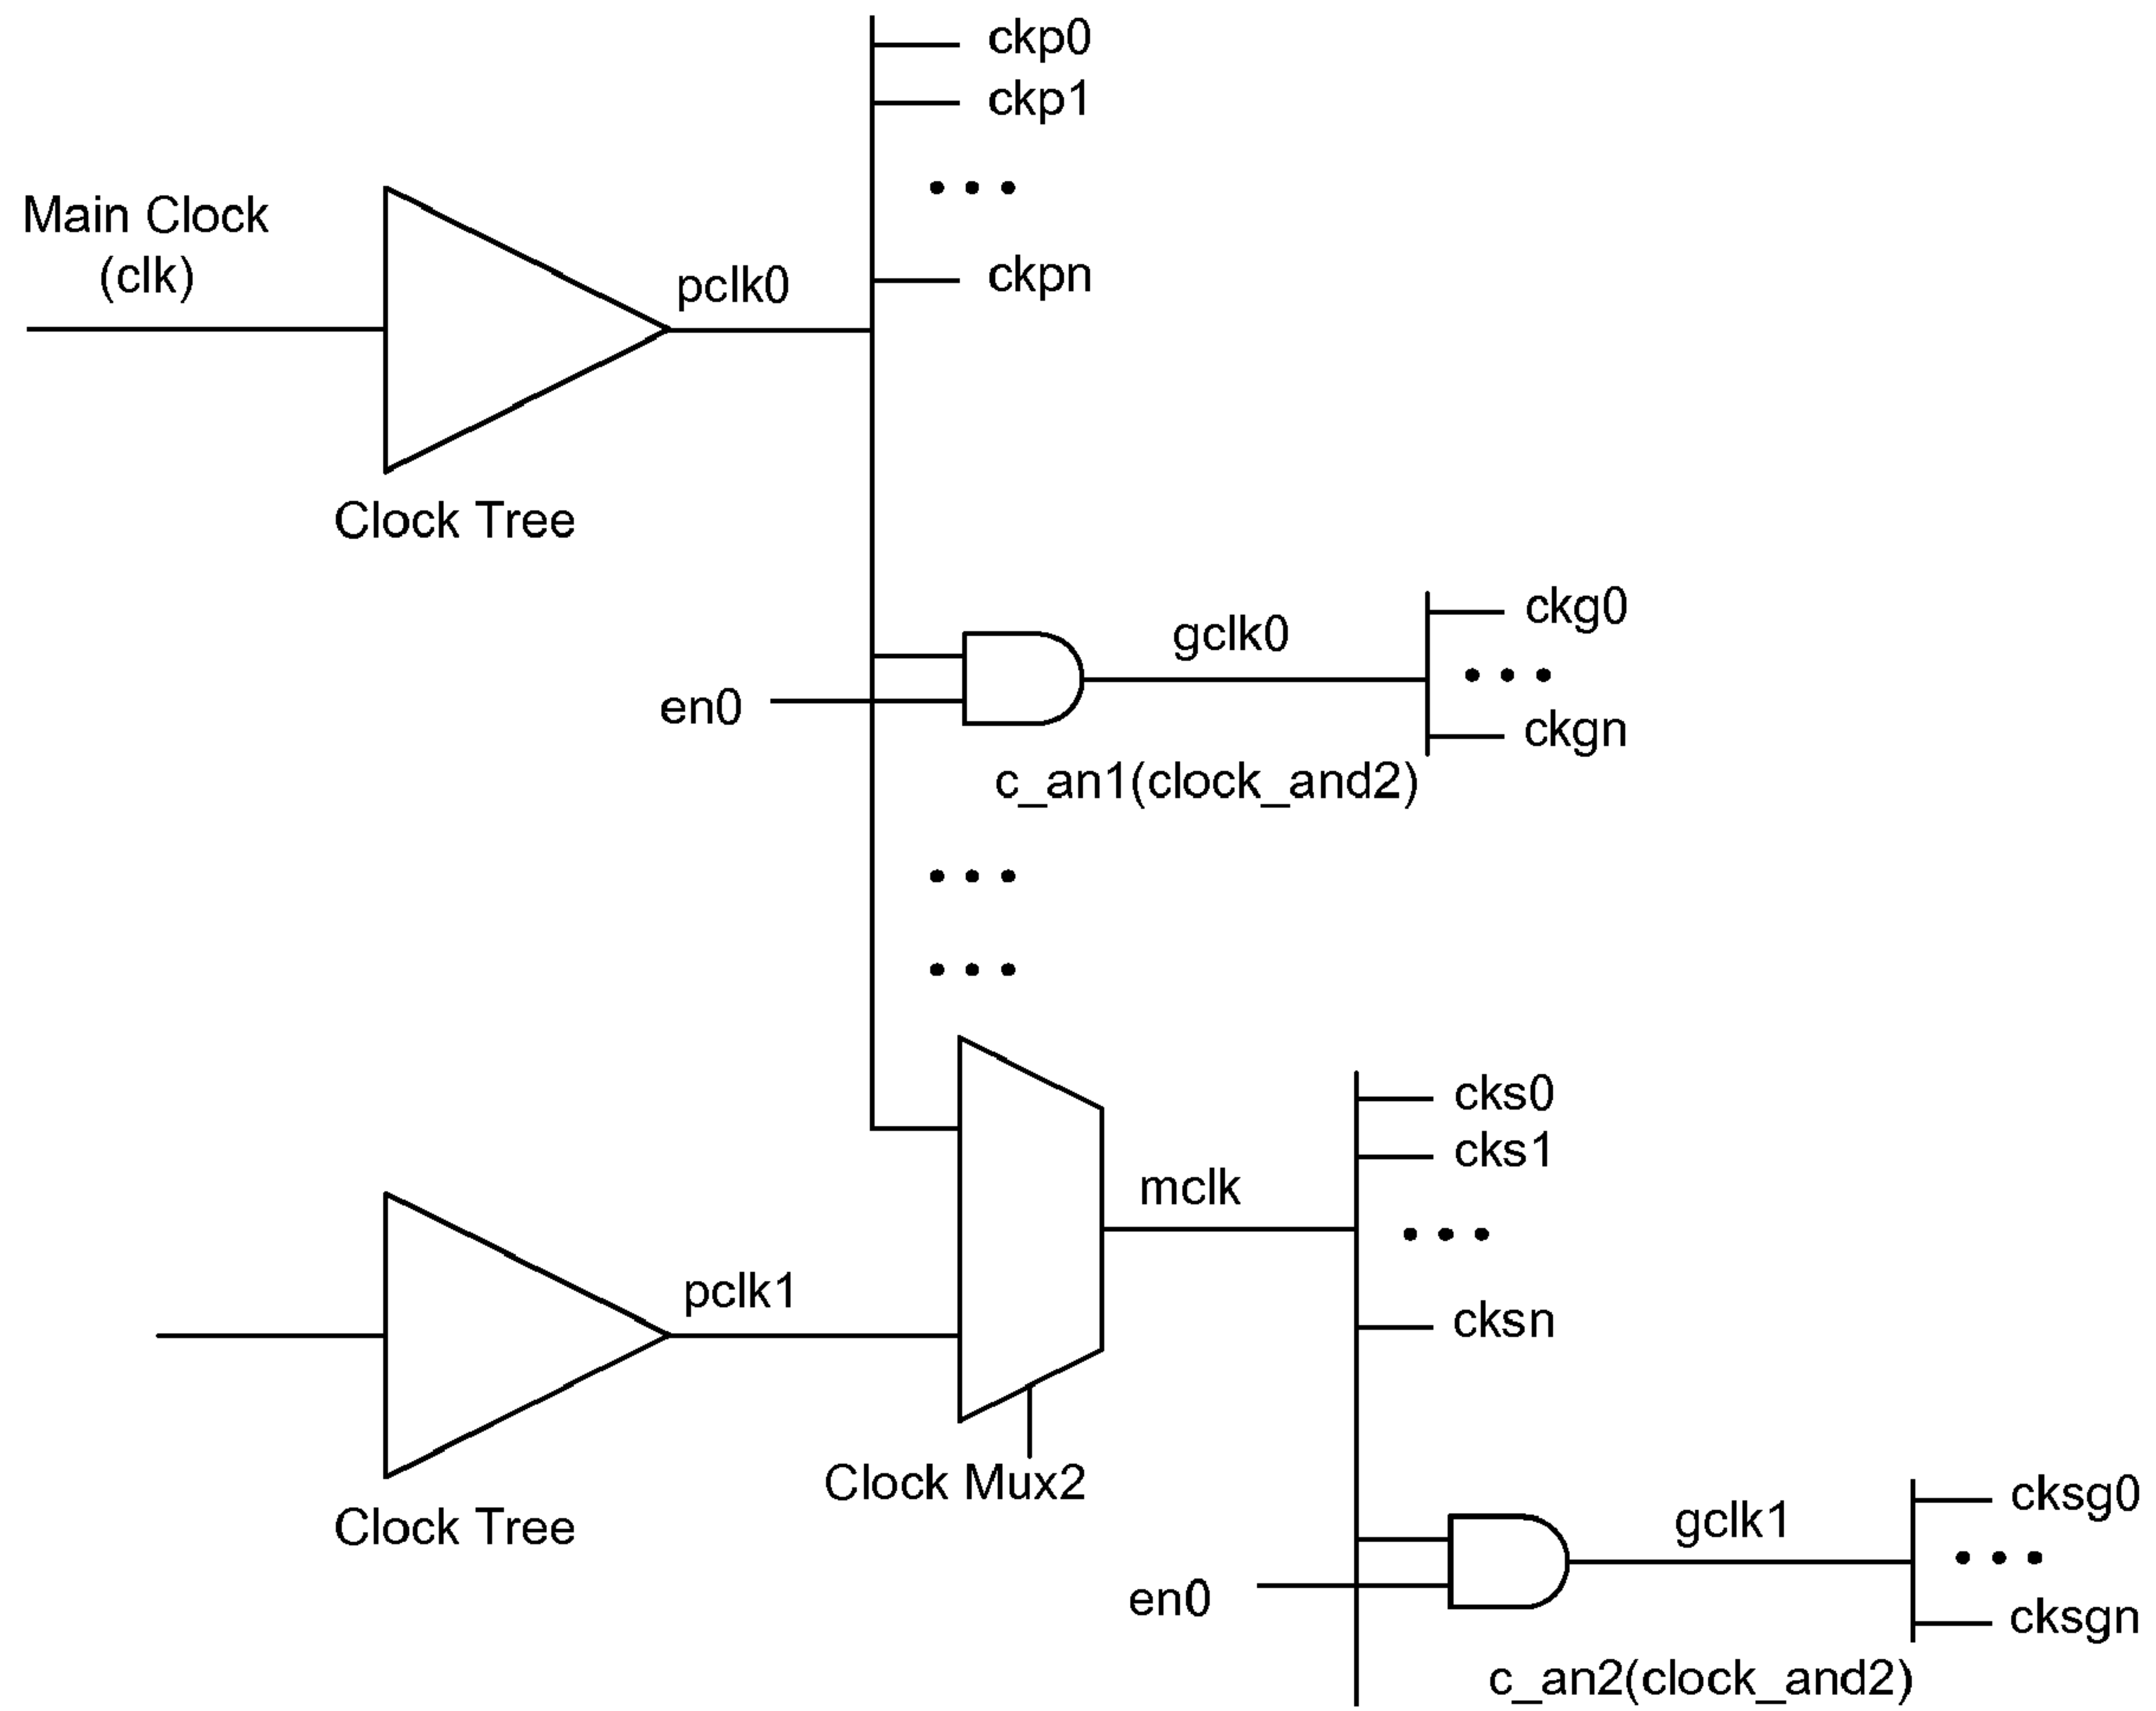 ckp0
ckp1
Main Clock
(clk)
pclk0
ckpn
Clock Tree
ckg0
gclk0
en0
ckgn
c_an1(clock_and2)
cks0
cks1
mclk
pclk1
cksn
Clock Mux2
Clock Tree
cksg0
gclk1
en0
cksgn
c_an2(clock_and2)